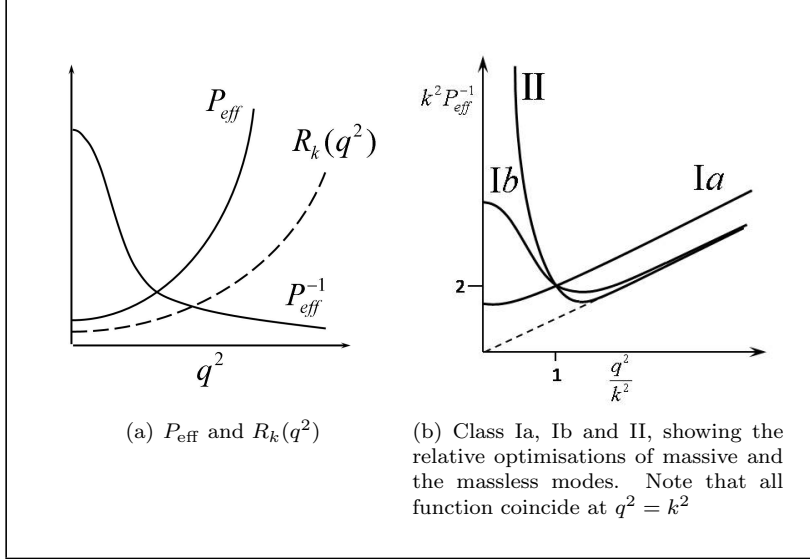 P_eff
R_k(q²)
P_eff^{-1}
q²
(a) P_eff and R_k(q²)
k²P_eff^{-1}
II
Ib
Ia
2
1
q²
k²
(b) Class Ia, Ib and II, showing the
relative optimisations of massive and
the massless modes. Note that all
function coincide at q² = k²